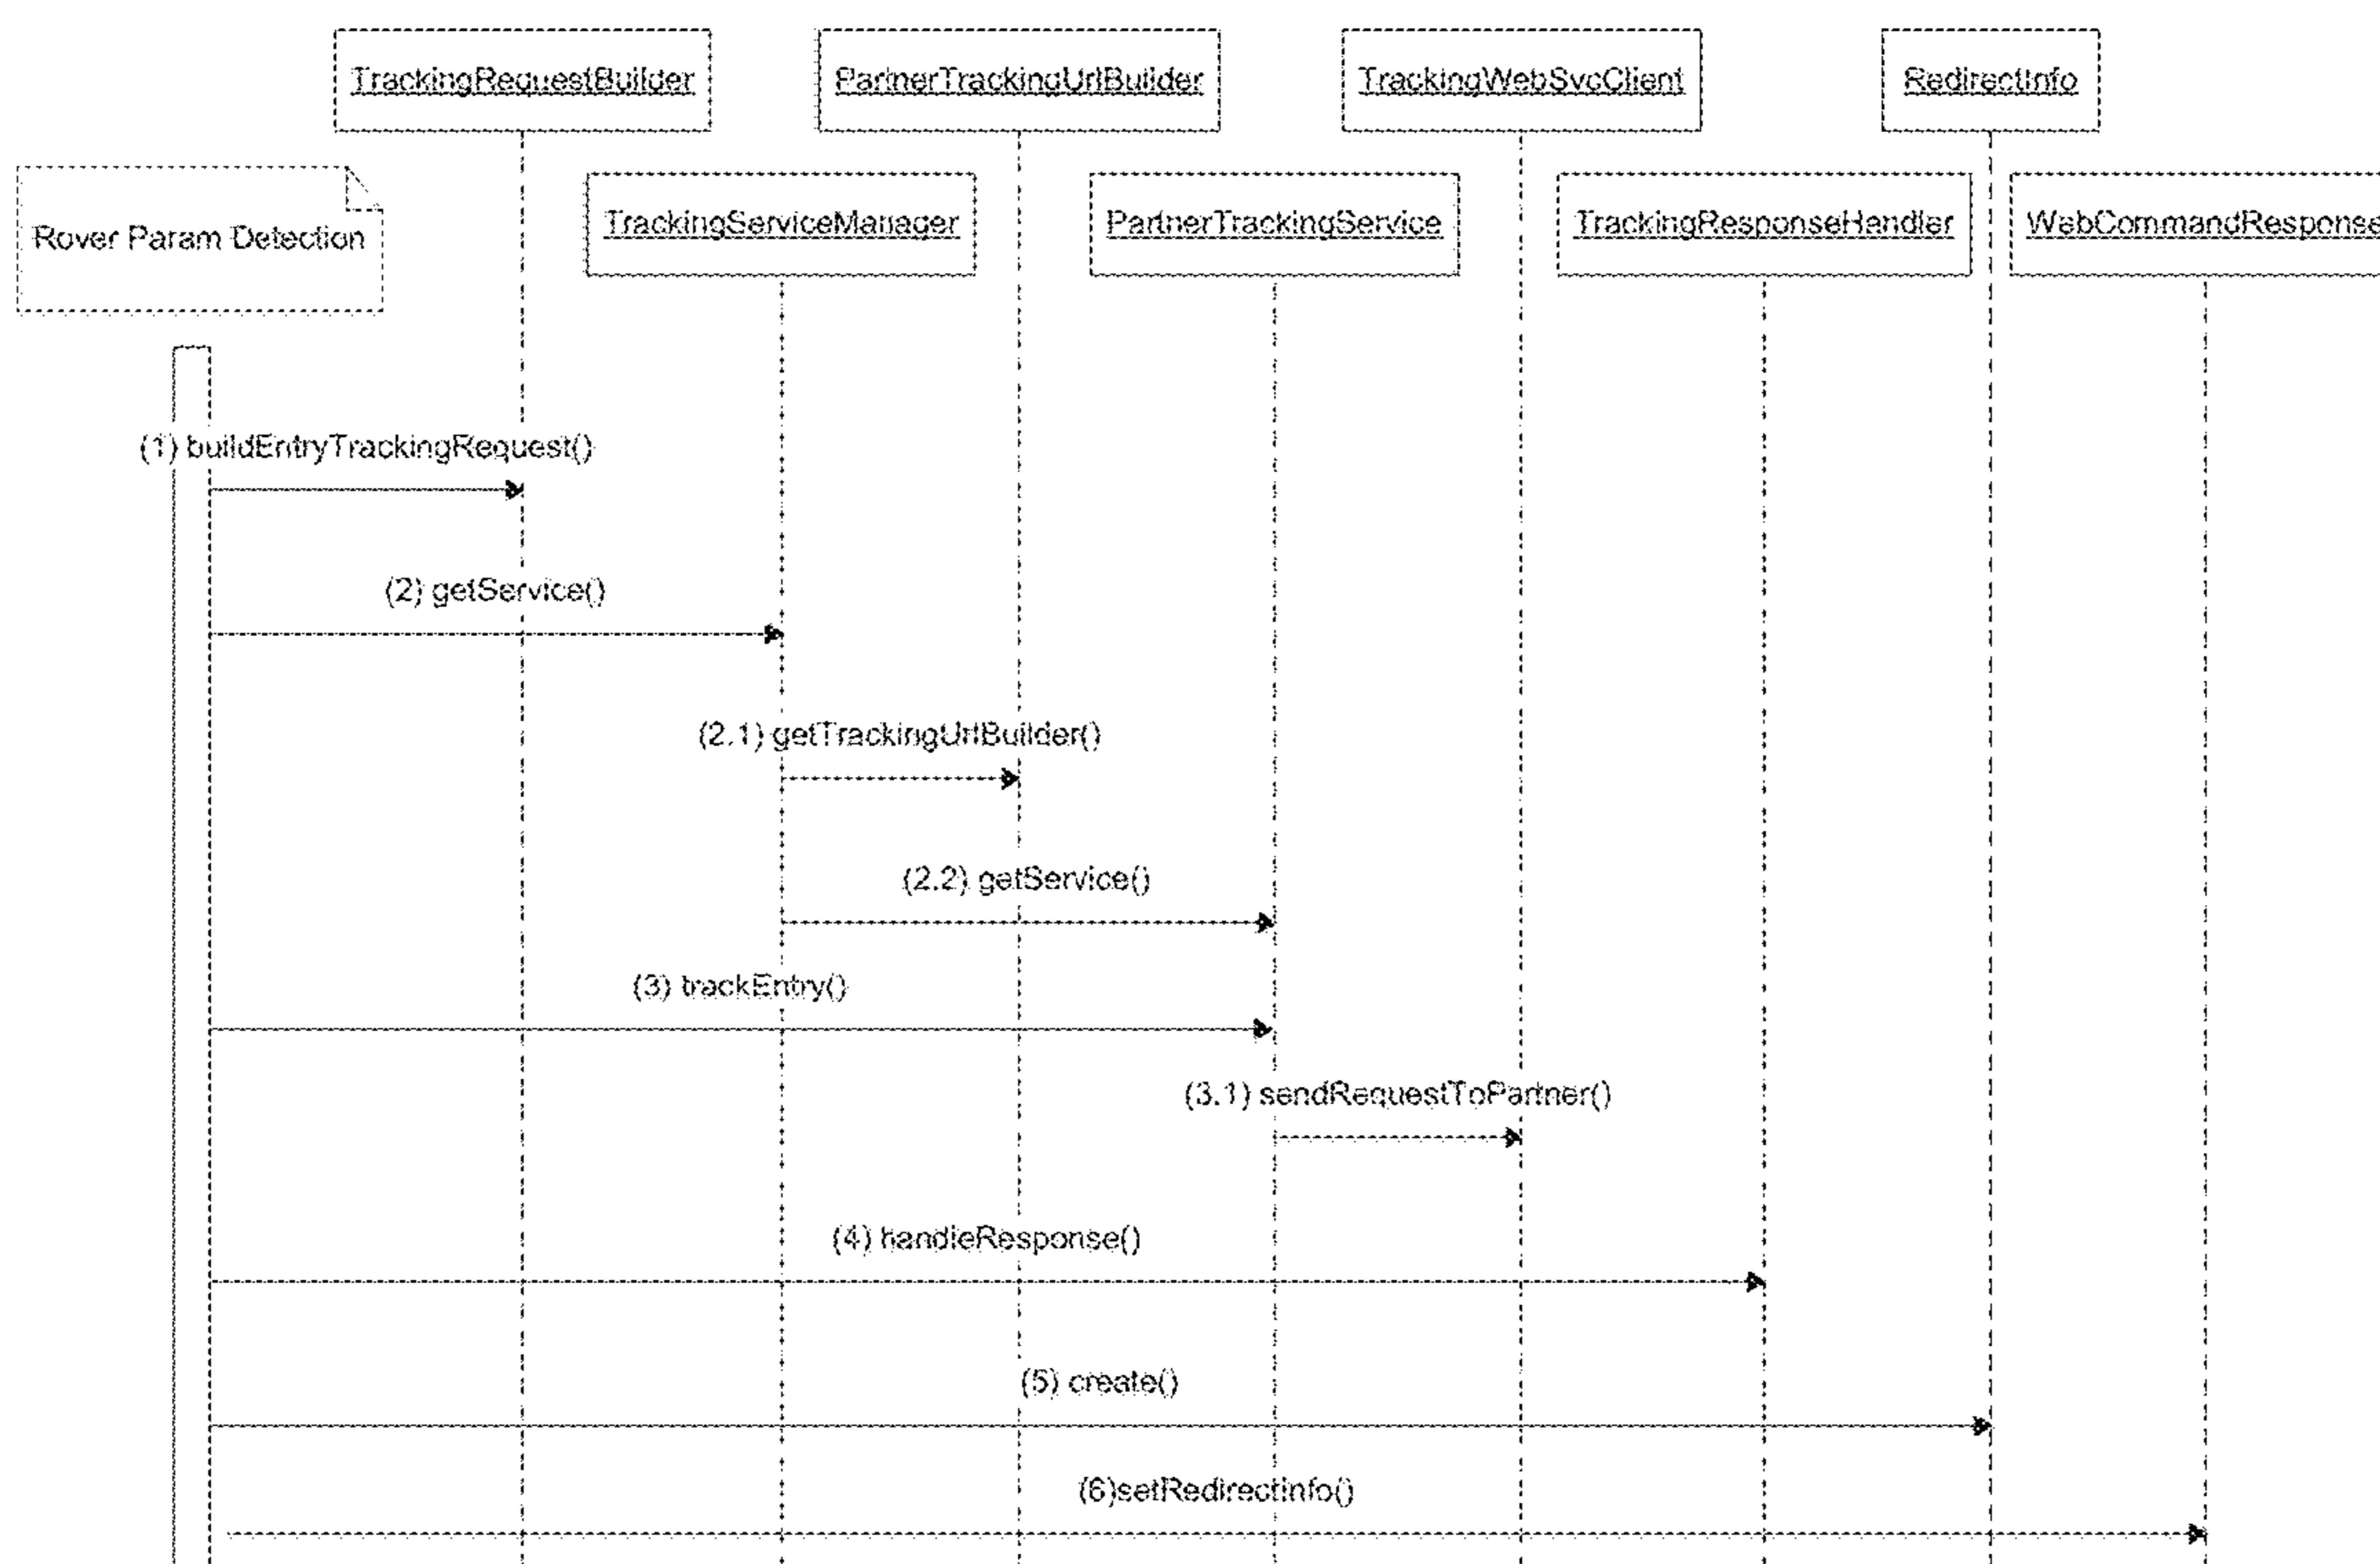 TrackingRequestBuilder
PartnerTrackingUrlBuilder
TrackingWebSvcClient
RedirectInfo
Rover Param Detection
TrackingServiceManager
PartnerTrackingService
TrackingResponseHandler
WebCommandResponse
(1) buildEntryTrackingRequest()
(2) getService()
(2.1) getTrackingUrlBuilder()
(2.2) getService()
(3) trackEntry()
(3.1) sendRequestToPartner()
(4) handleResponse()
(5) create()
(6)setRedirectInfo()